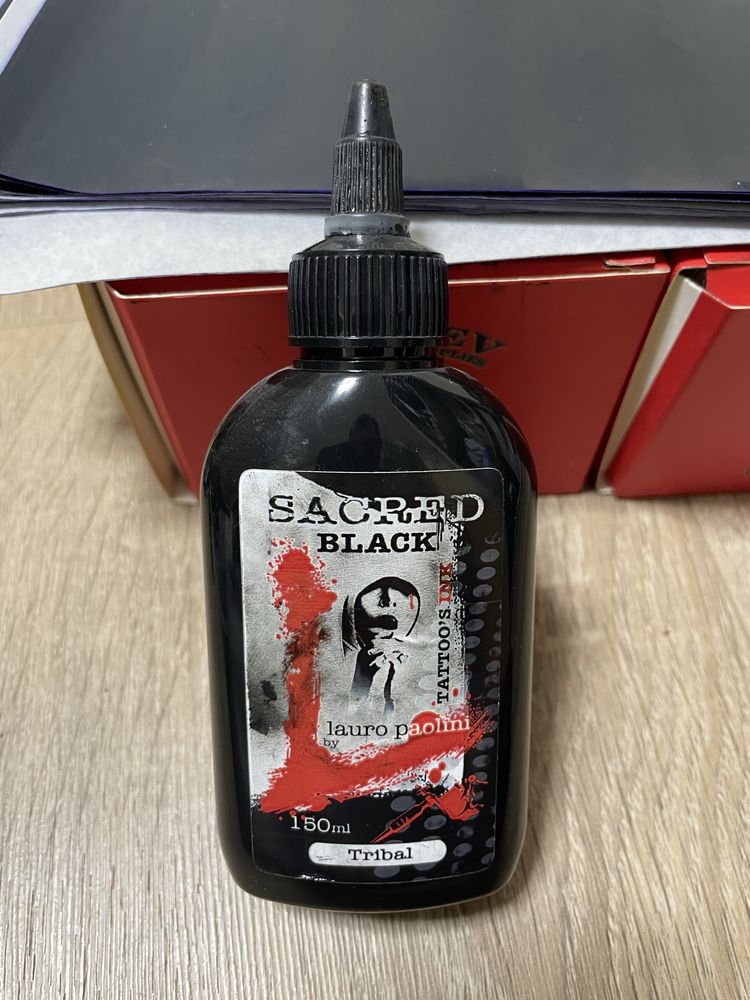 SACRED
BLACK
TATTOO'S INK
lauro paolini
by
150ml
Tribal